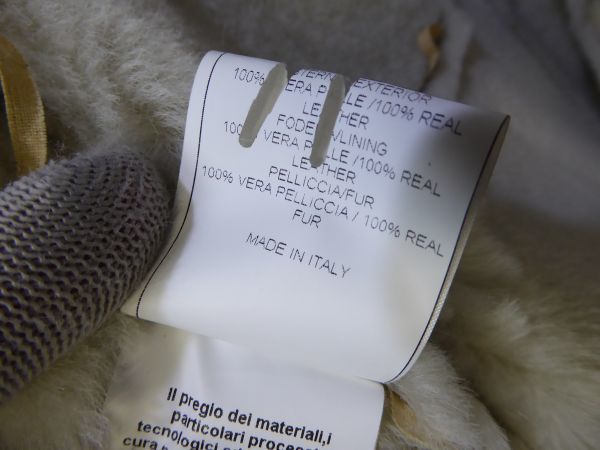 EXTERIOR
100% VERA PELLE /100% REAL
LEATHER
FODERA/LINING
100% VERA PELLE /100% REAL
LEATHER
PELLICCIA/FUR
100% VERA PELLICCIA / 100% REAL
FUR
MADE IN ITALY
Il pregio dei materiali,i
particolari processi
tecnologici
cura